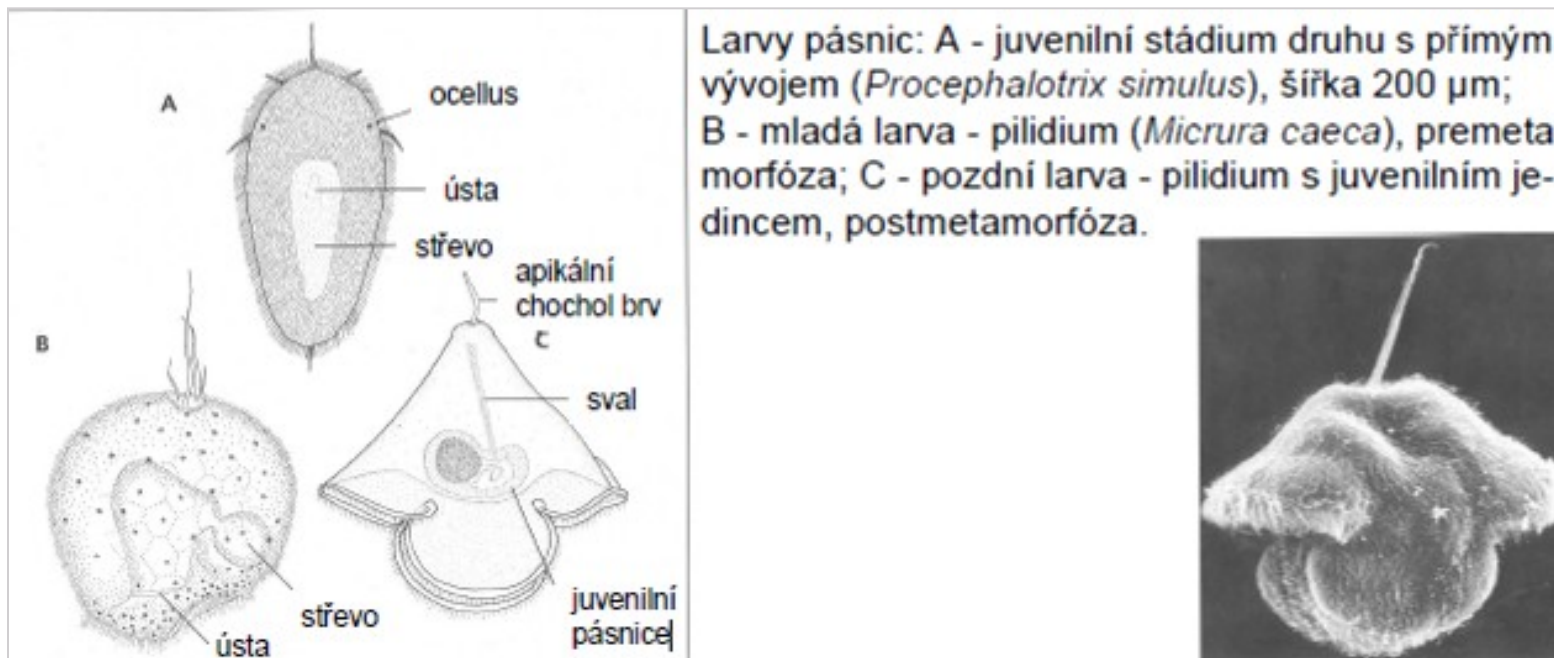 A
ocellus
ústa
střevo
apikální
chochol brv
B
C
sval
střevo
ústa
juvenilní
pásnice
Larvy pásnic: A - juvenilní stádium druhu s přímým
vývojem (Procephalotrix simulus), šířka 200 µm;
B - mladá larva - pilidium (Micrura caeca), premeta
morfóza; C - pozdní larva - pilidium s juvenilním je-
dincem, postmetamorfóza.